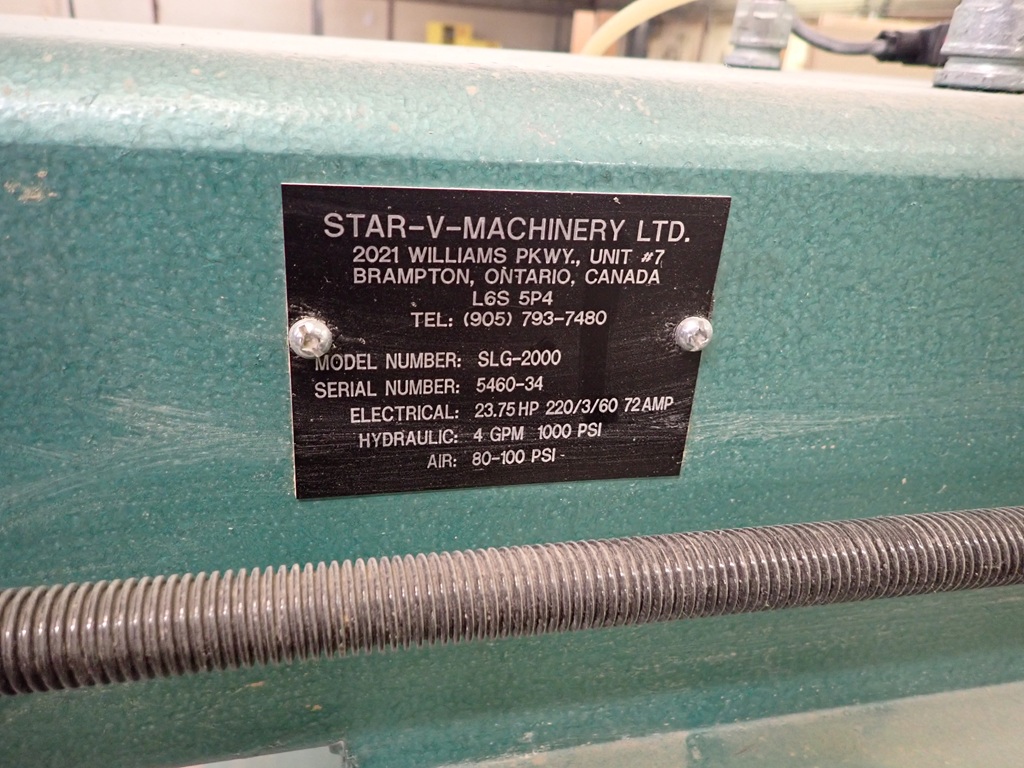 STAR-V-MACHINERY LTD.
2021 WILLIAMS PKWY., UNIT #7
BRAMPTON, ONTARIO, CANADA
L6S 5P4
TEL: (905) 793-7480
MODEL NUMBER: SLG-2000
SERIAL NUMBER: 5460-34
ELECTRICAL: 23.75 HP 220/3/60 72 AMP
HYDRAULIC: 4 GPM 1000 PSI
AIR: 80-100 PSI